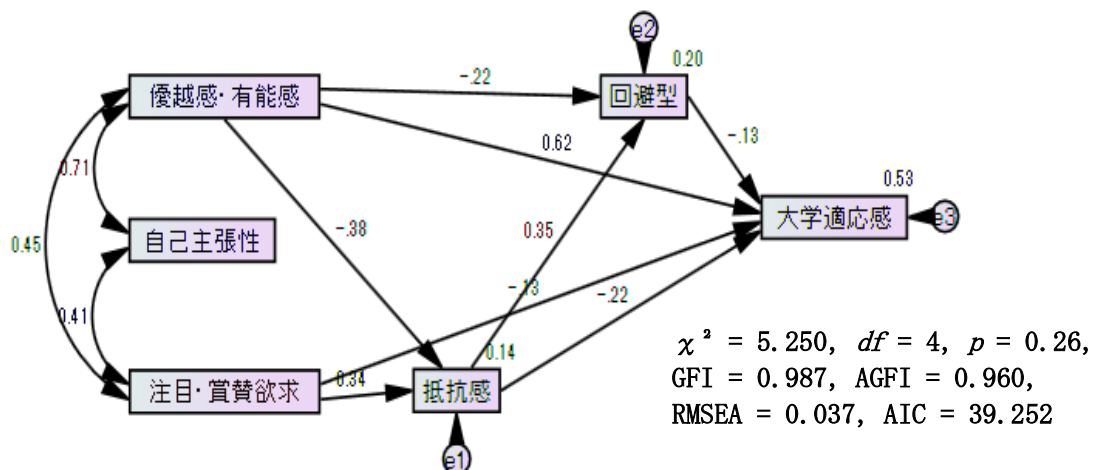 e2
0.20
-.22
優越感・有能感
回避型
0.62
-.13
0.71
0.53
大学適応感
e3
-.38
0.35
0.45
自己主張性
-.13
-.22
0.41
0.14
0.34
注目・賞賛欲求
抵抗感
e1
χ² = 5.250, df = 4, p = 0.26,
GFI = 0.987, AGFI = 0.960,
RMSEA = 0.037, AIC = 39.252